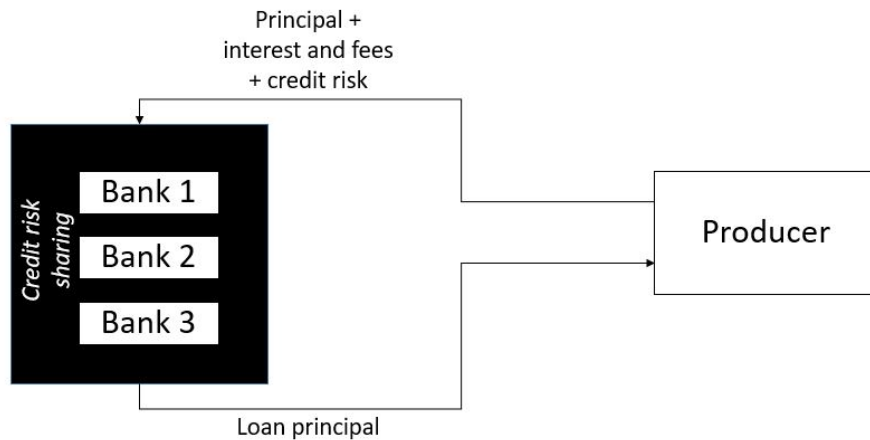 Principal +
interest and fees
+ credit risk
Credit risk
sharing
Bank 1
Bank 2
Bank 3
Producer
Loan principal